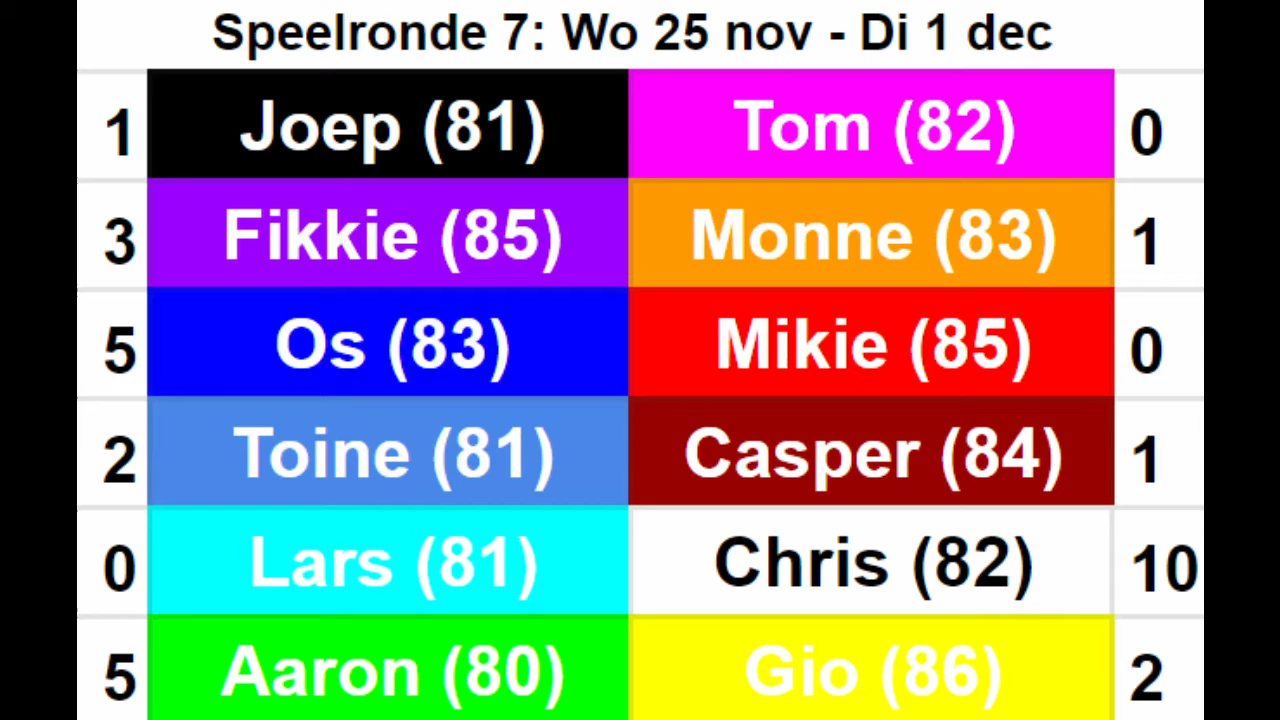 Speelronde 7: Wo 25 nov - Di 1 dec
1 Joep (81) Tom (82) 0
3 Fikkie (85) Monne (83) 1
5 Os (83) Mikie (85) 0
2 Toine (81) Casper (84) 1
0 Lars (81) Chris (82) 10
5 Aaron (80) Gio (86) 2